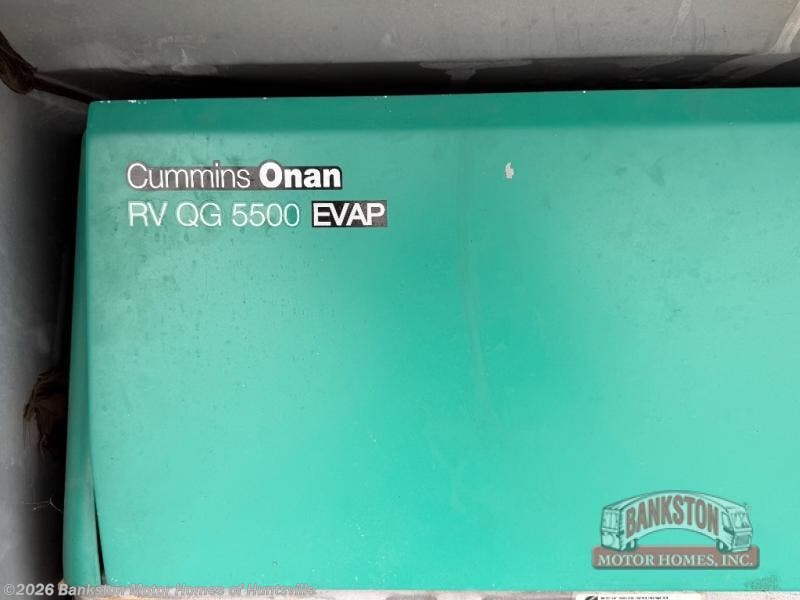 Cummins Onan
RV QG 5500 EVAP
BANKSTON
MOTOR HOMES, INC.
©2026 Bankston Motor Homes of Huntsville